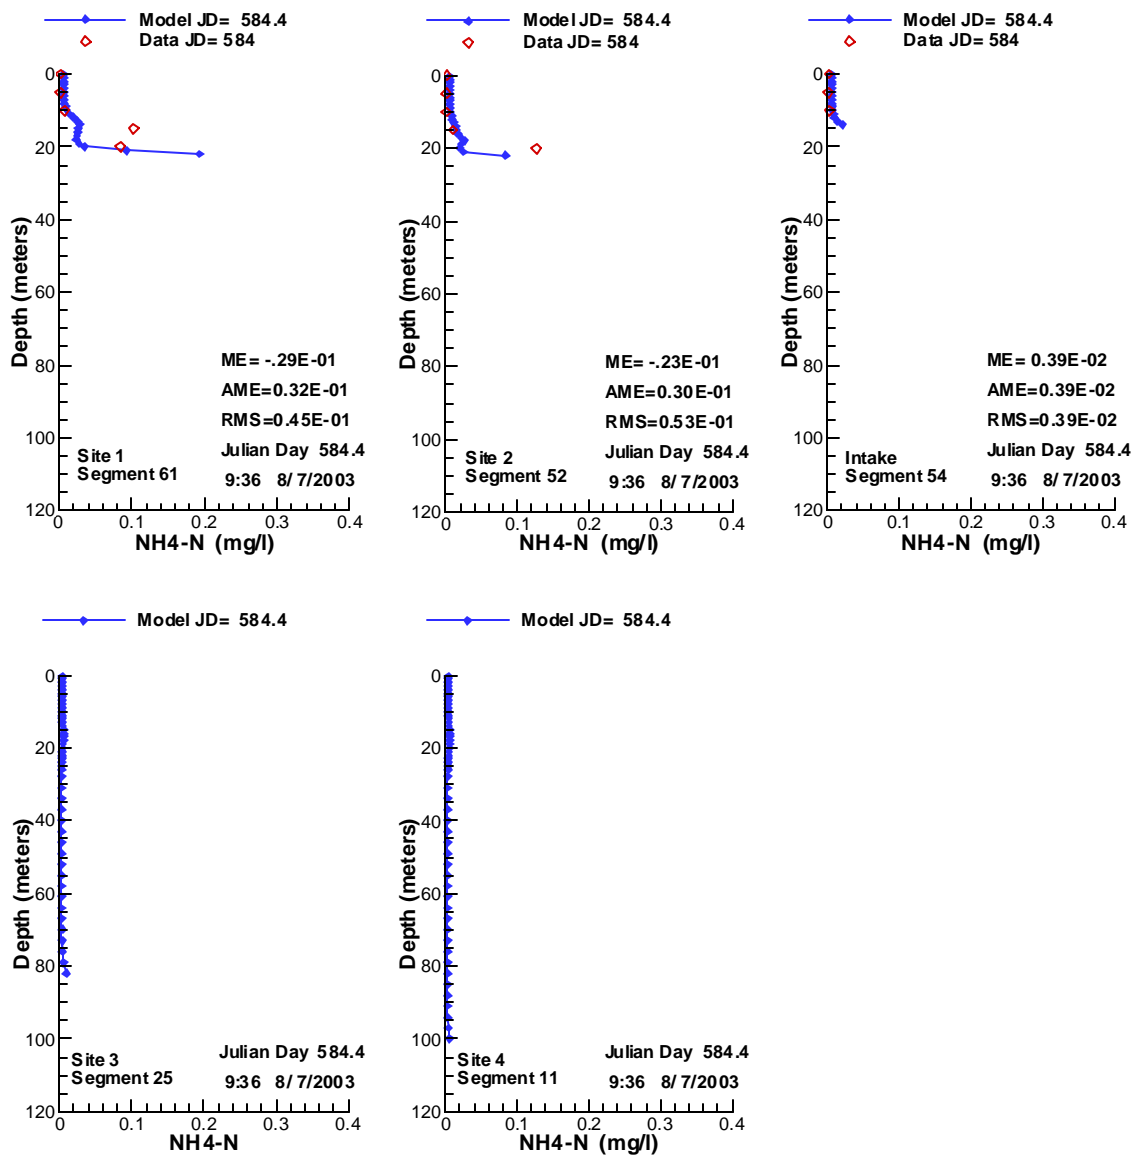 Model JD= 584.4
Data JD= 584
0
20
40
60
80
100
120
Depth (meters)
ME= -.29E-01
AME=0.32E-01
RMS=0.45E-01
Julian Day 584.4
9:36 8/7/2003
Site 1
Segment 61
0 0.1 0.2 0.3 0.4
NH4-N (mg/l)
Model JD= 584.4
Data JD= 584
0
20
40
60
80
100
120
Depth (meters)
ME= -.23E-01
AME=0.30E-01
RMS=0.53E-01
Julian Day 584.4
9:36 8/7/2003
Site 2
Segment 52
0 0.1 0.2 0.3 0.4
NH4-N (mg/l)
Model JD= 584.4
Data JD= 584
0
20
40
60
80
100
120
Depth (meters)
ME= 0.39E-02
AME=0.39E-02
RMS=0.39E-02
Julian Day 584.4
9:36 8/7/2003
Intake
Segment 54
0 0.1 0.2 0.3 0.4
NH4-N (mg/l)
Model JD= 584.4
0
20
40
60
80
100
120
Depth (meters)
Julian Day 584.4
9:36 8/7/2003
Site 3
Segment 25
0 0.1 0.2 0.3 0.4
NH4-N
Model JD= 584.4
0
20
40
60
80
100
120
Depth (meters)
Julian Day 584.4
9:36 8/7/2003
Site 4
Segment 11
0 0.1 0.2 0.3 0.4
NH4-N (mg/l)